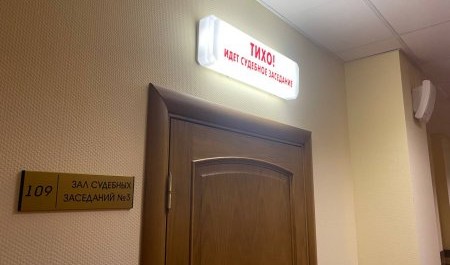 ТИХО!
ИДЕТ СУДЕБНОЕ ЗАСЕДАНИЕ
109
ЗАЛ СУДЕБНЫХ
ЗАСЕДАНИЙ №3